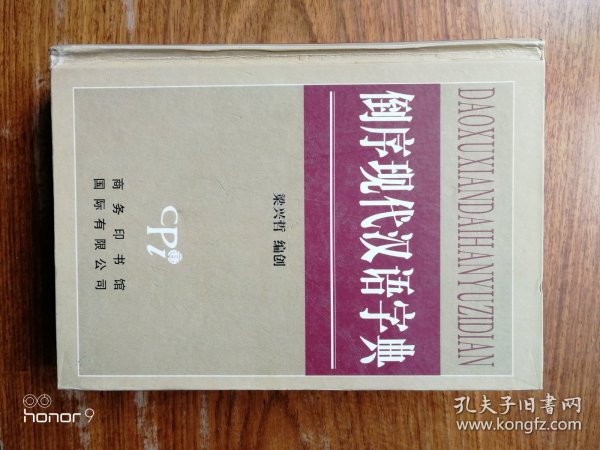 DAOXUXIANDAIHANYUZIDIAN
倒序现代汉语字典
梁兴哲 编创
CPi
商务印书馆
国际有限公司
honor 9
孔夫子旧書网
www.kongfz.com